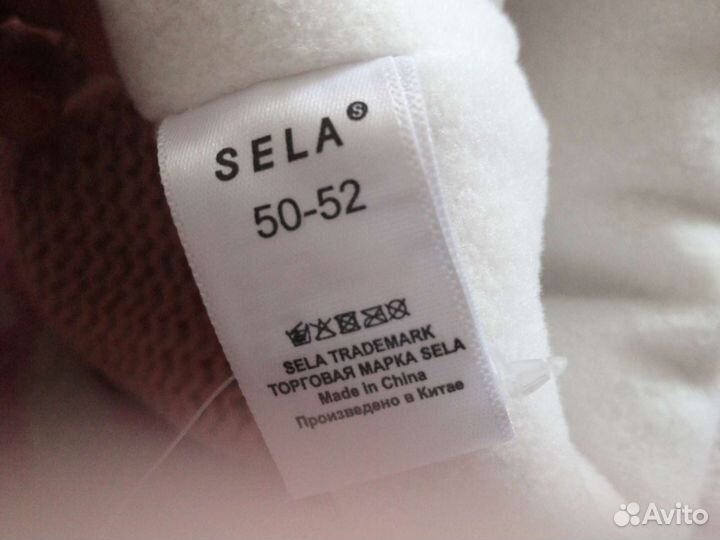 SELA
50-52
SELA TRADEMARK
ТОРГОВАЯ МАРКА SELA
Made in China
Произведено в Китае
Avito